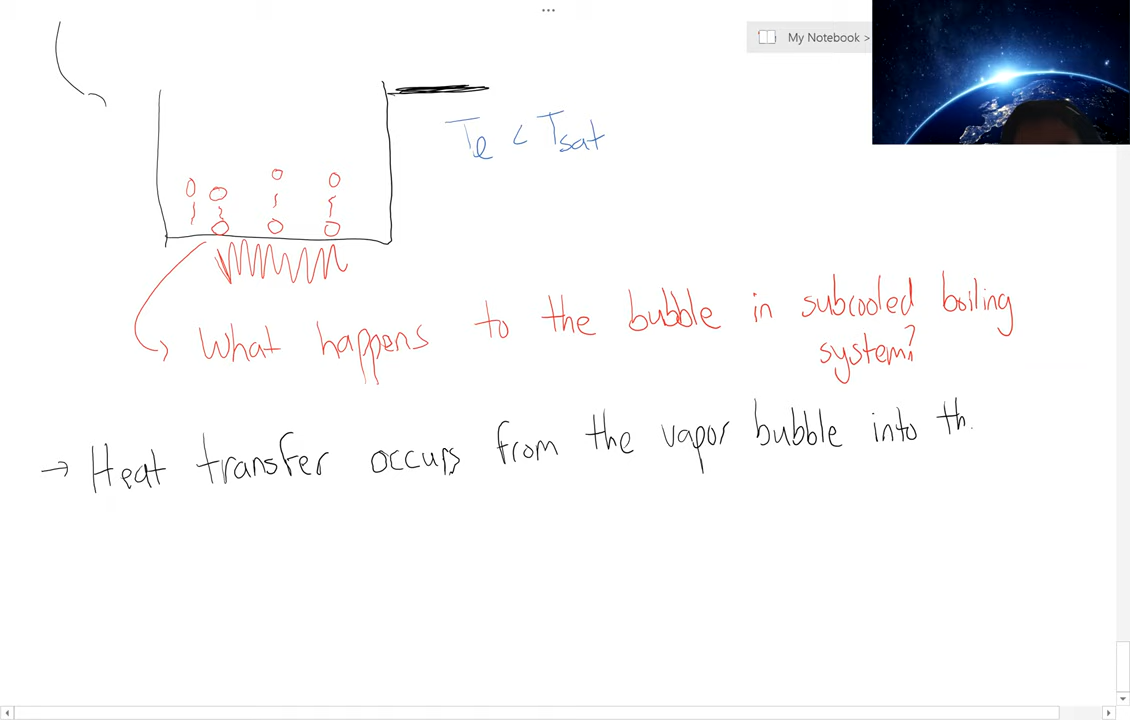 My Notebook >
Tℓ < Tsat
What happens to the bubble in subcooled boiling
system?
→ Heat transfer occurs from the vapor bubble into th